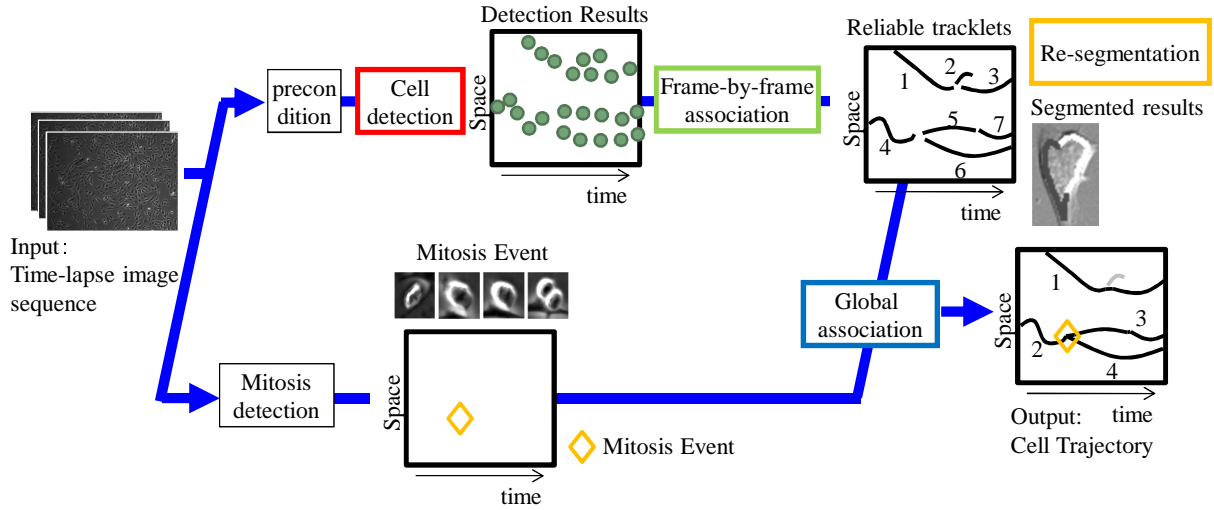 Detection Results
Reliable tracklets
Re-segmentation
precon
dition
Cell
detection
Space
time
Frame-by-frame
association
Space
1
2
3
4
5
7
6
time
Segmented results
Input:
Time-lapse image
sequence
Mitosis Event
Mitosis
detection
Space
time
Mitosis Event
Global
association
Space
1
3
2
4
time
Output:
Cell Trajectory